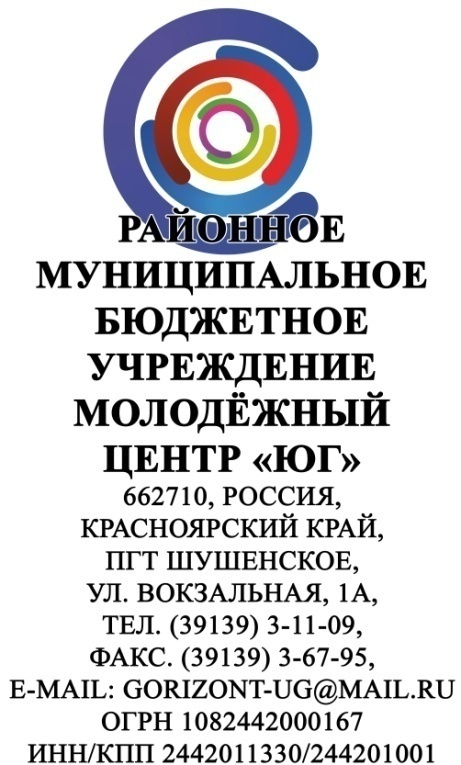 РАЙОННОЕ
МУНИЦИПАЛЬНОЕ
БЮДЖЕТНОЕ
УЧРЕЖДЕНИЕ
МОЛОДЁЖНЫЙ
ЦЕНТР «ЮГ»
662710, РОССИЯ,
КРАСНОЯРСКИЙ КРАЙ,
ПГТ ШУШЕНСКОЕ,
УЛ. ВОКЗАЛЬНАЯ, 1А,
ТЕЛ. (39139) 3-11-09,
ФАКС. (39139) 3-67-95,
E-MAIL: GORIZONT-UG@MAIL.RU
ОГРН 1082442000167
ИНН/КПП 2442011330/244201001